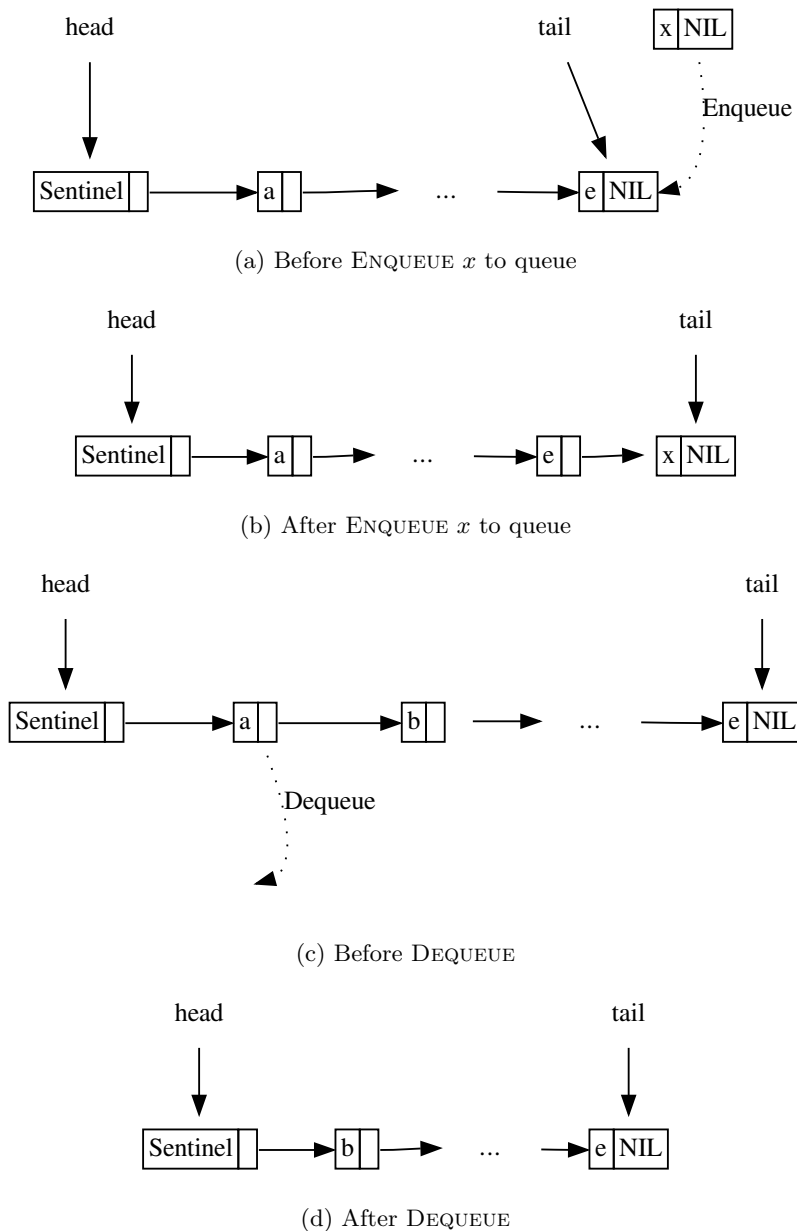 head tail x NIL
Enqueue
Sentinel a ... e NIL
(a) Before ENQUEUE x to queue
head tail
Sentinel a ... e x NIL
(b) After ENQUEUE x to queue
head tail
Sentinel a b ... e NIL
Dequeue
(c) Before DEQUEUE
head tail
Sentinel b ... e NIL
(d) After DEQUEUE